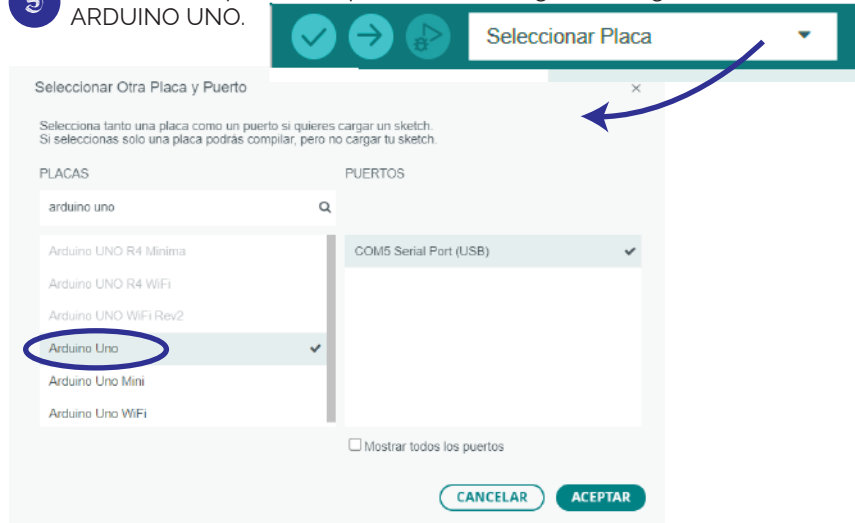 5
ARDUINO UNO.
Seleccionar Placa
Seleccionar Otra Placa y Puerto
Selecciona tanto una placa como un puerto si quieres cargar un sketch.
Si seleccionas solo una placa podrás compilar, pero no cargar tu sketch.
PLACAS
PUERTOS
arduino uno
Arduino UNO R4 Minima
COM5 Serial Port (USB)
Arduino UNO R4 WiFi
Arduino UNO WiFi Rev2
Arduino Uno
Arduino Uno Mini
Arduino Uno WiFi
Mostrar todos los puertos
CANCELAR
ACEPTAR